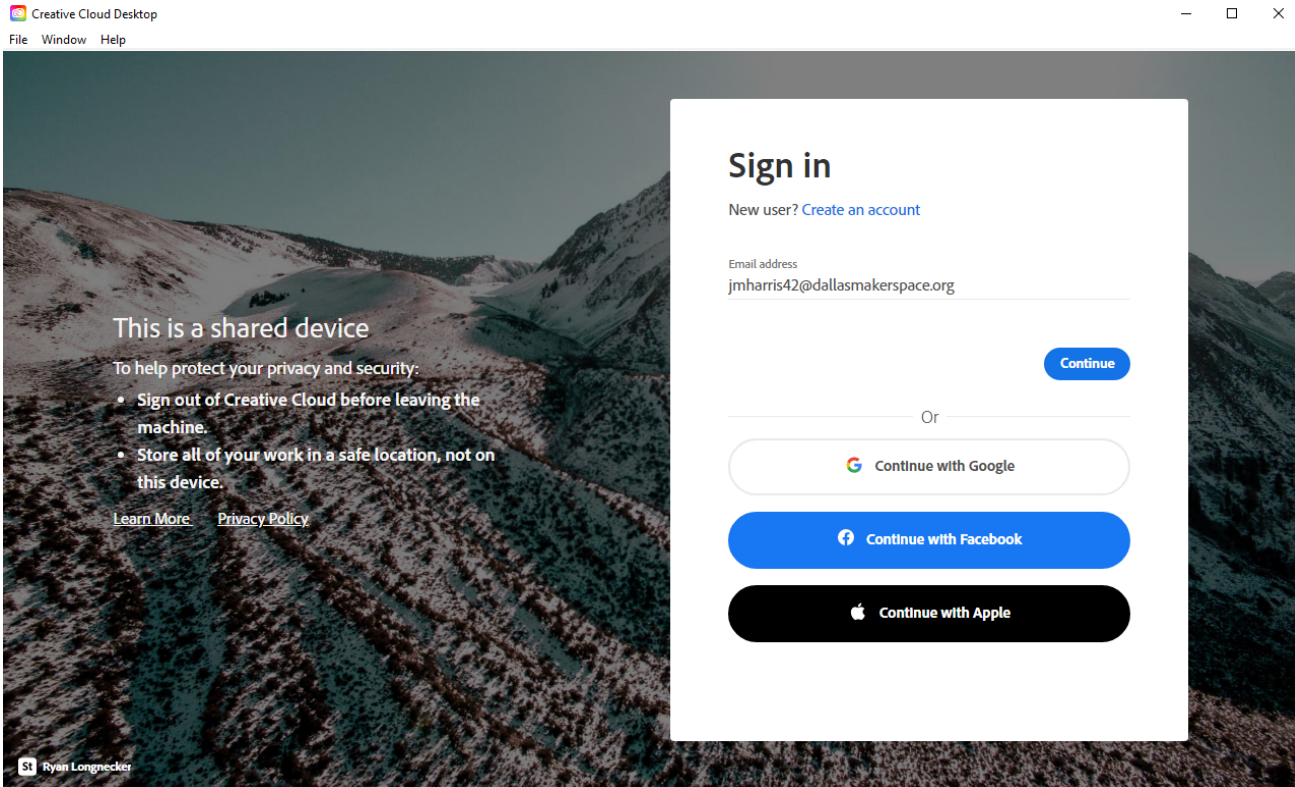 Creative Cloud Desktop
File Window Help
This is a shared device
To help protect your privacy and security:
• Sign out of Creative Cloud before leaving the
machine.
• Store all of your work in a safe location, not on
this device.
Learn More Privacy Policy
St Ryan Longnecker
Sign in
New user? Create an account
Email address
jmharris42@dallasmakerspace.org
Continue
Or
Continue with Google
Continue with Facebook
Continue with Apple